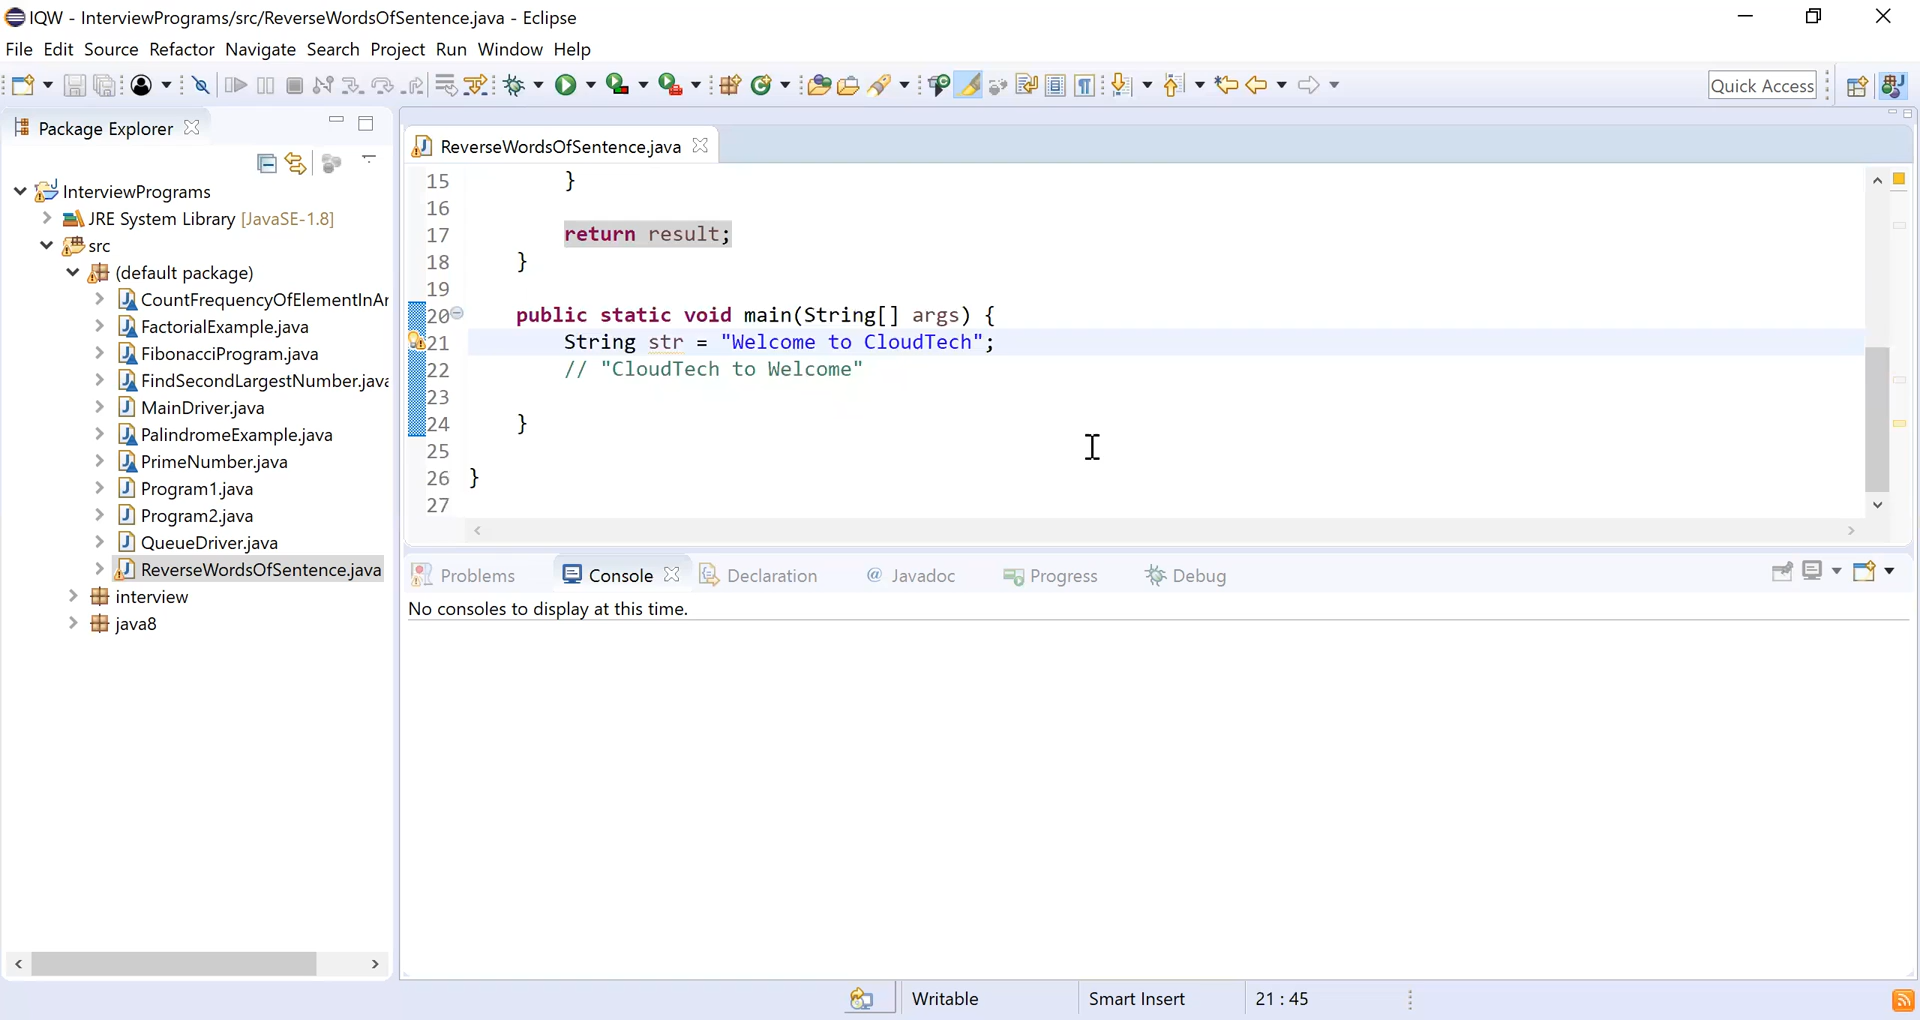 IQW - InterviewPrograms/src/ReverseWordsOfSentence.java - Eclipse
File Edit Source Refactor Navigate Search Project Run Window Help
Quick Access
Package Explorer
InterviewPrograms
JRE System Library [JavaSE-1.8]
src
(default package)
CountFrequencyOfElementInAr
FactorialExample.java
FibonacciProgram.java
FindSecondLargestNumber.java
MainDriver.java
PalindromeExample.java
PrimeNumber.java
Program1.java
Program2.java
QueueDriver.java
ReverseWordsOfSentence.java
interview
java8
ReverseWordsOfSentence.java
15 }
16
17 return result;
18 }
19
20 public static void main(String[] args) {
21 String str = "Welcome to CloudTech";
22 // "CloudTech to Welcome"
23
24 }
25
26 }
27
Problems Console Declaration @ Javadoc Progress Debug
No consoles to display at this time.
Writable Smart Insert 21 : 45